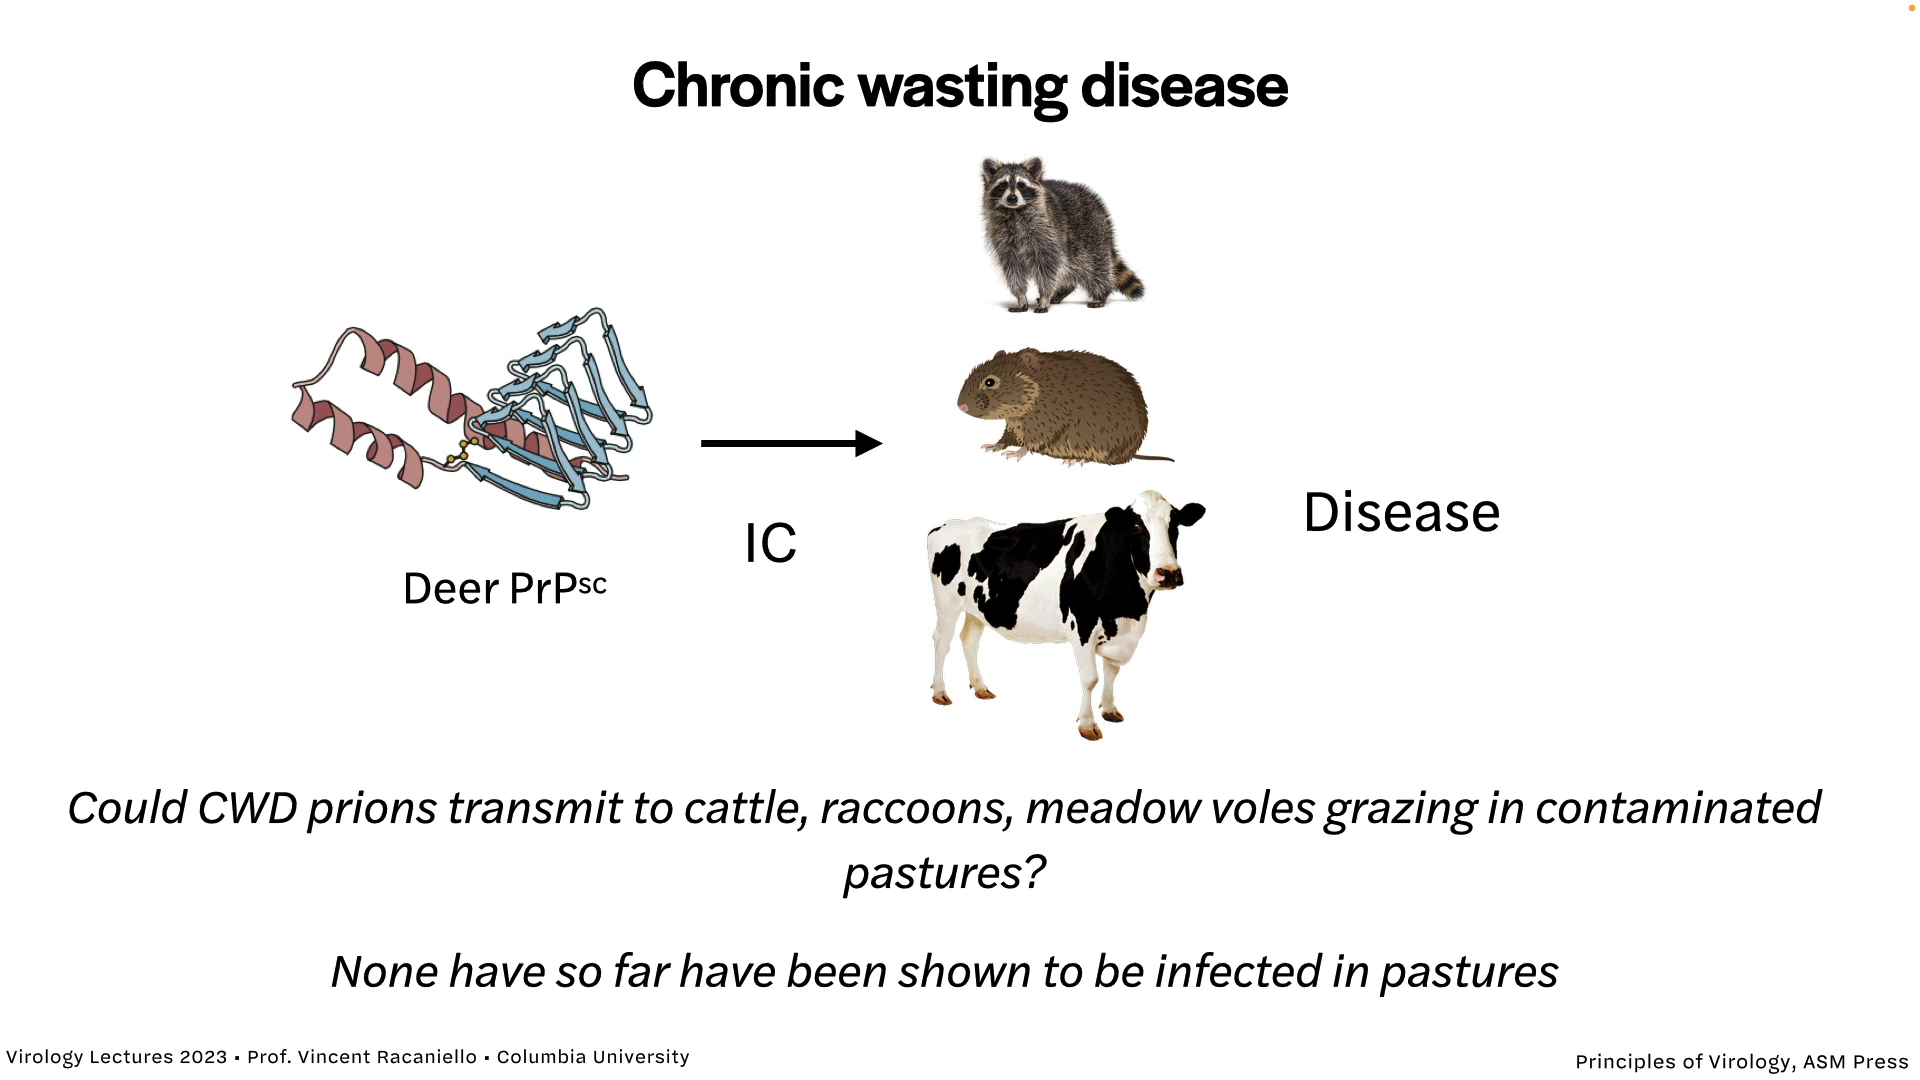 Chronic wasting disease
Disease
IC
Deer PrPsc
Could CWD prions transmit to cattle, raccoons, meadow voles grazing in contaminated
pastures?
None have so far have been shown to be infected in pastures
Virology Lectures 2023 • Prof. Vincent Racaniello • Columbia University
Principles of Virology, ASM Press